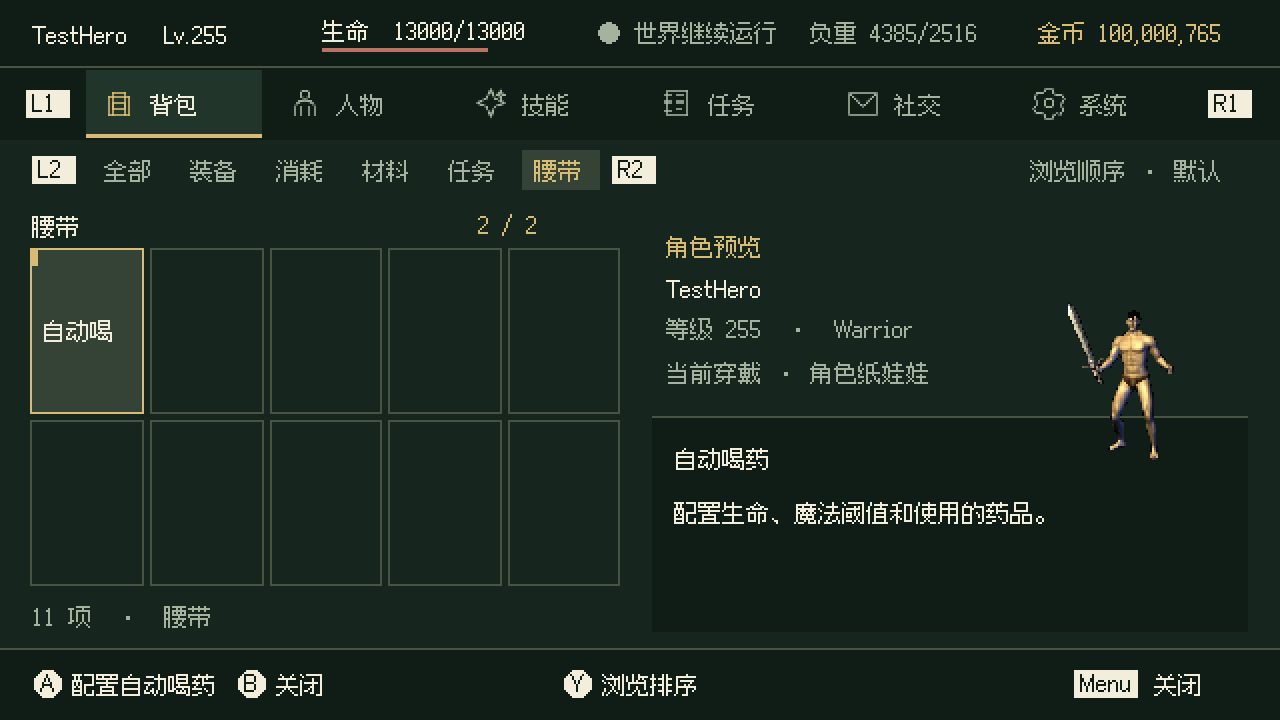 TestHero Lv.255 生命 13000/13000 世界继续运行 负重 4385/2516 金币 100,000,765
L1 背包 人物 技能 任务 社交 系统 R1
L2 全部 装备 消耗 材料 任务 腰带 R2 浏览顺序 · 默认
腰带 2 / 2
角色预览
TestHero
自动喝
等级 255 · Warrior
当前穿戴 · 角色纸娃娃
自动喝药
配置生命、魔法阈值和使用的药品。
11 项 · 腰带
A 配置自动喝药 B 关闭 Y 浏览排序 Menu 关闭